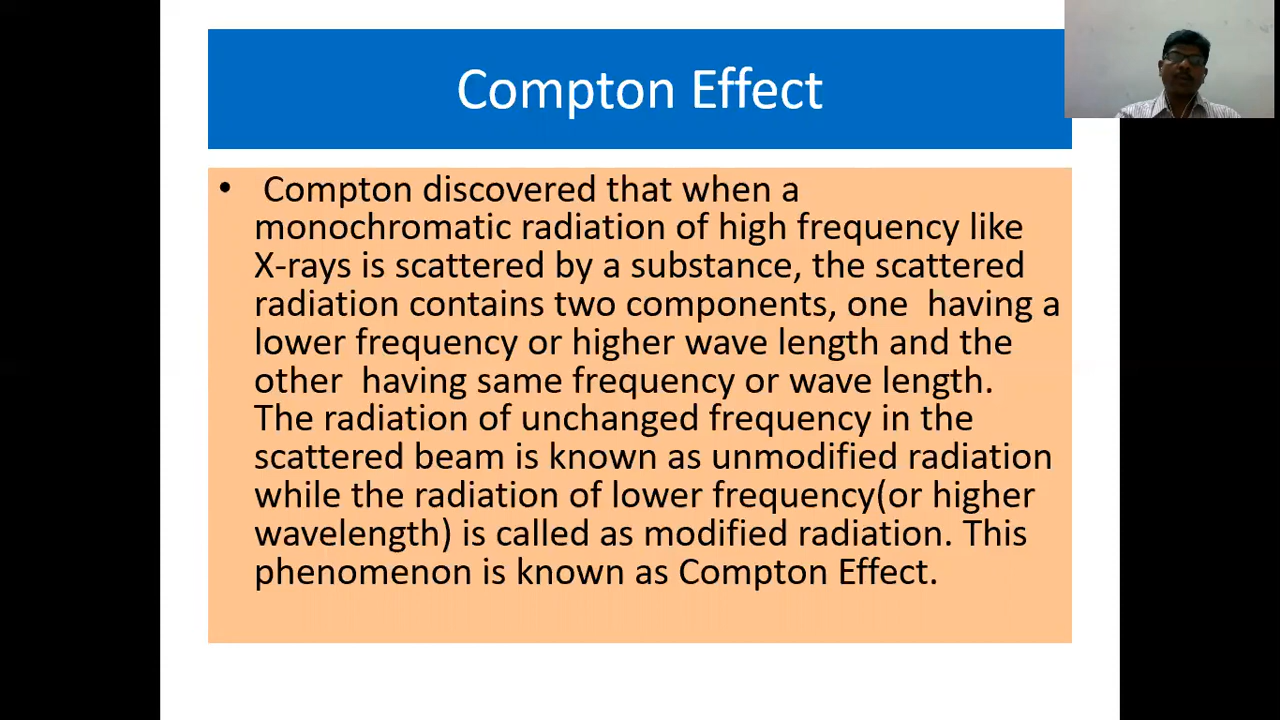 Compton Effect
• Compton discovered that when a
monochromatic radiation of high frequency like
X-rays is scattered by a substance, the scattered
radiation contains two components, one  having a
lower frequency or higher wave length and the
other  having same frequency or wave length.
The radiation of unchanged frequency in the
scattered beam is known as unmodified radiation
while the radiation of lower frequency(or higher
wavelength) is called as modified radiation. This
phenomenon is known as Compton Effect.